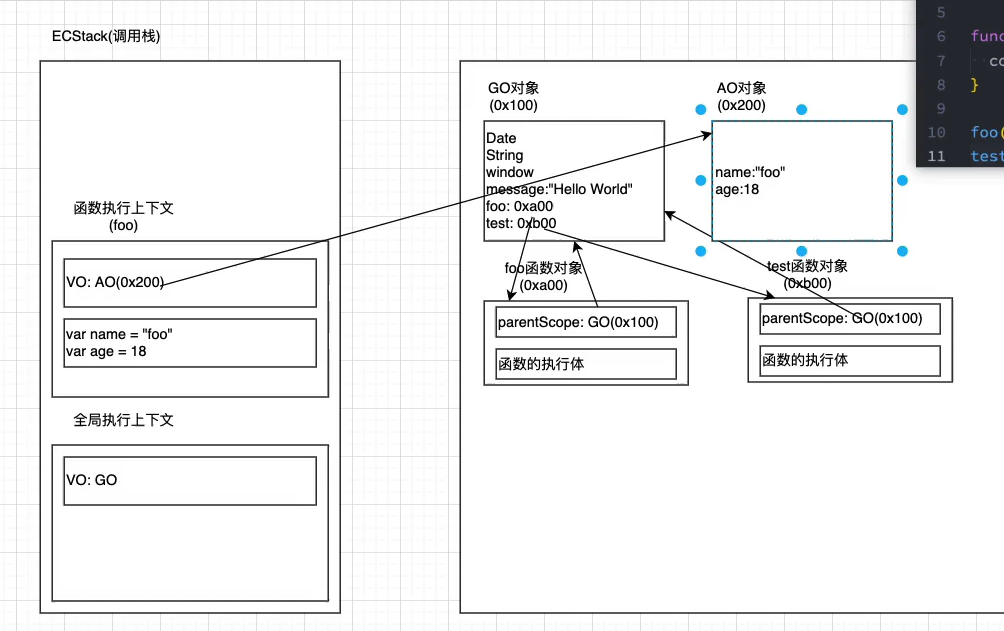 ECStack(调用栈)
函数执行上下文
(foo)
VO: AO(0x200)
var name = "foo"
var age = 18
全局执行上下文
VO: GO
GO对象
(0x100)
Date
String
window
message:"Hello World"
foo: 0xa00
test: 0xb00
AO对象
(0x200)
name:"foo"
age:18
foo函数对象
(0xa00)
parentScope: GO(0x100)
函数的执行体
test函数对象
(0xb00)
parentScope: GO(0x100)
函数的执行体
5
6 func
7 co
8 }
9
10 foo(
11 test